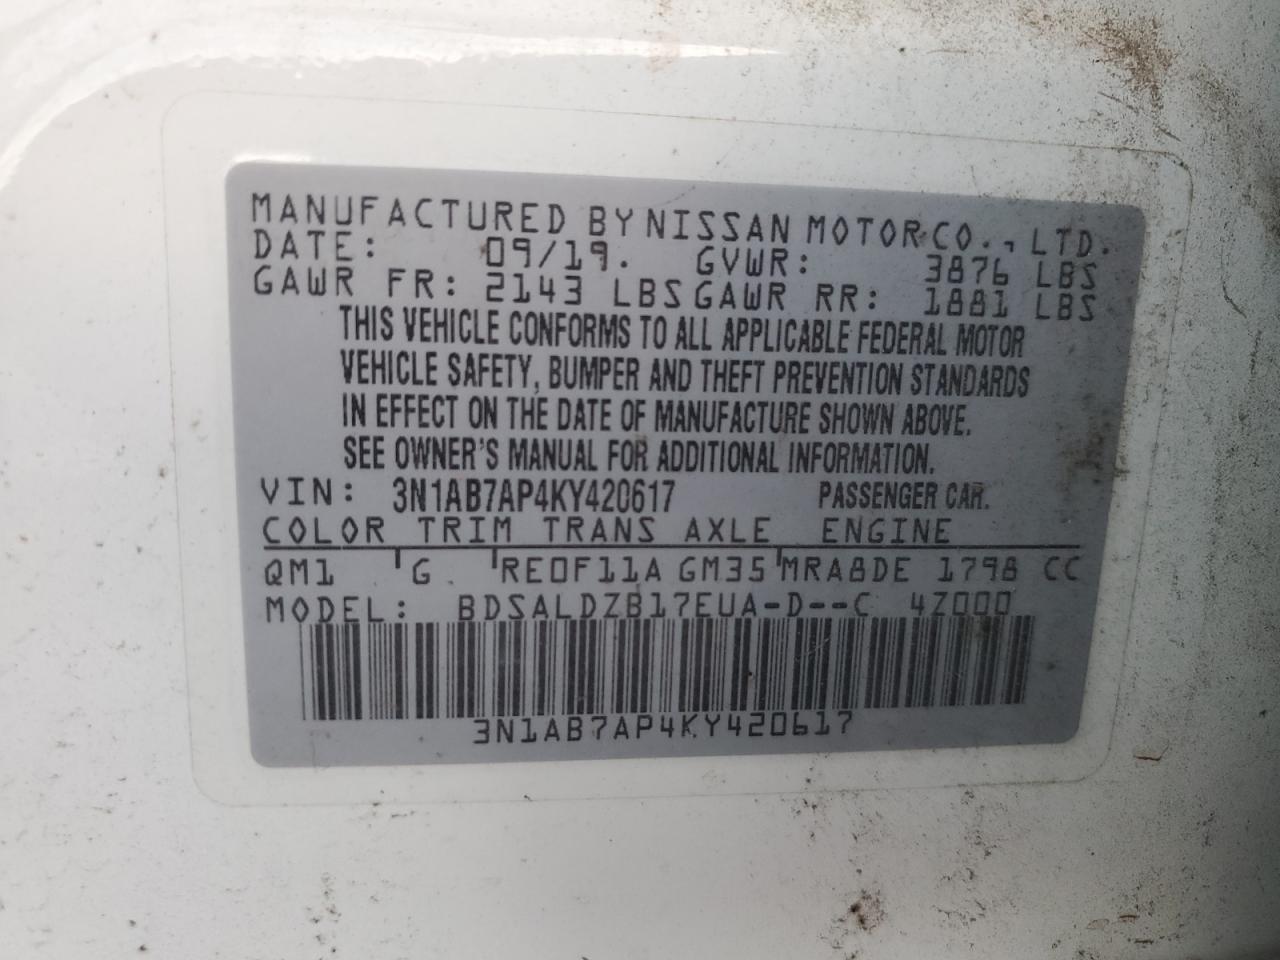 MANUFACTURED BY NISSAN MOTOR CO., LTD.
DATE: 09/19. GVWR: 3876 LBS
GAWR FR: 2143 LBS GAWR RR: 1881 LBS
THIS VEHICLE CONFORMS TO ALL APPLICABLE FEDERAL MOTOR
VEHICLE SAFETY, BUMPER AND THEFT PREVENTION STANDARDS
IN EFFECT ON THE DATE OF MANUFACTURE SHOWN ABOVE.
SEE OWNER'S MANUAL FOR ADDITIONAL INFORMATION.
VIN: 3N1AB7AP4KY420617 PASSENGER CAR.
COLOR TRIM TRANS AXLE ENGINE
QM1 G RE0F11A GM35 MRA8DE 1798 CC
MODEL: BDSALDZB17EUA-D--C 4Z000
3N1AB7AP4KY420617